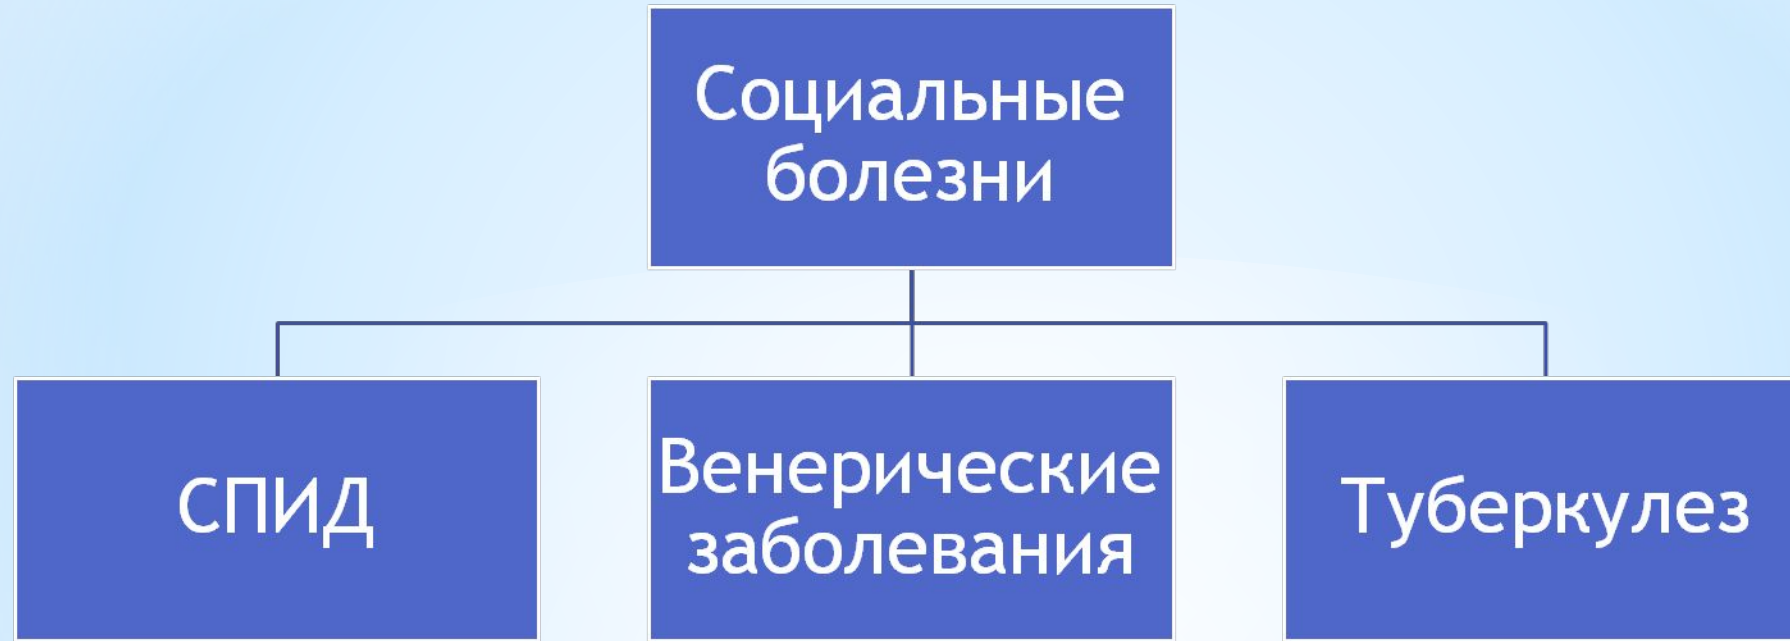 Социальные
болезни
СПИД
Венерические
заболевания
Туберкулез